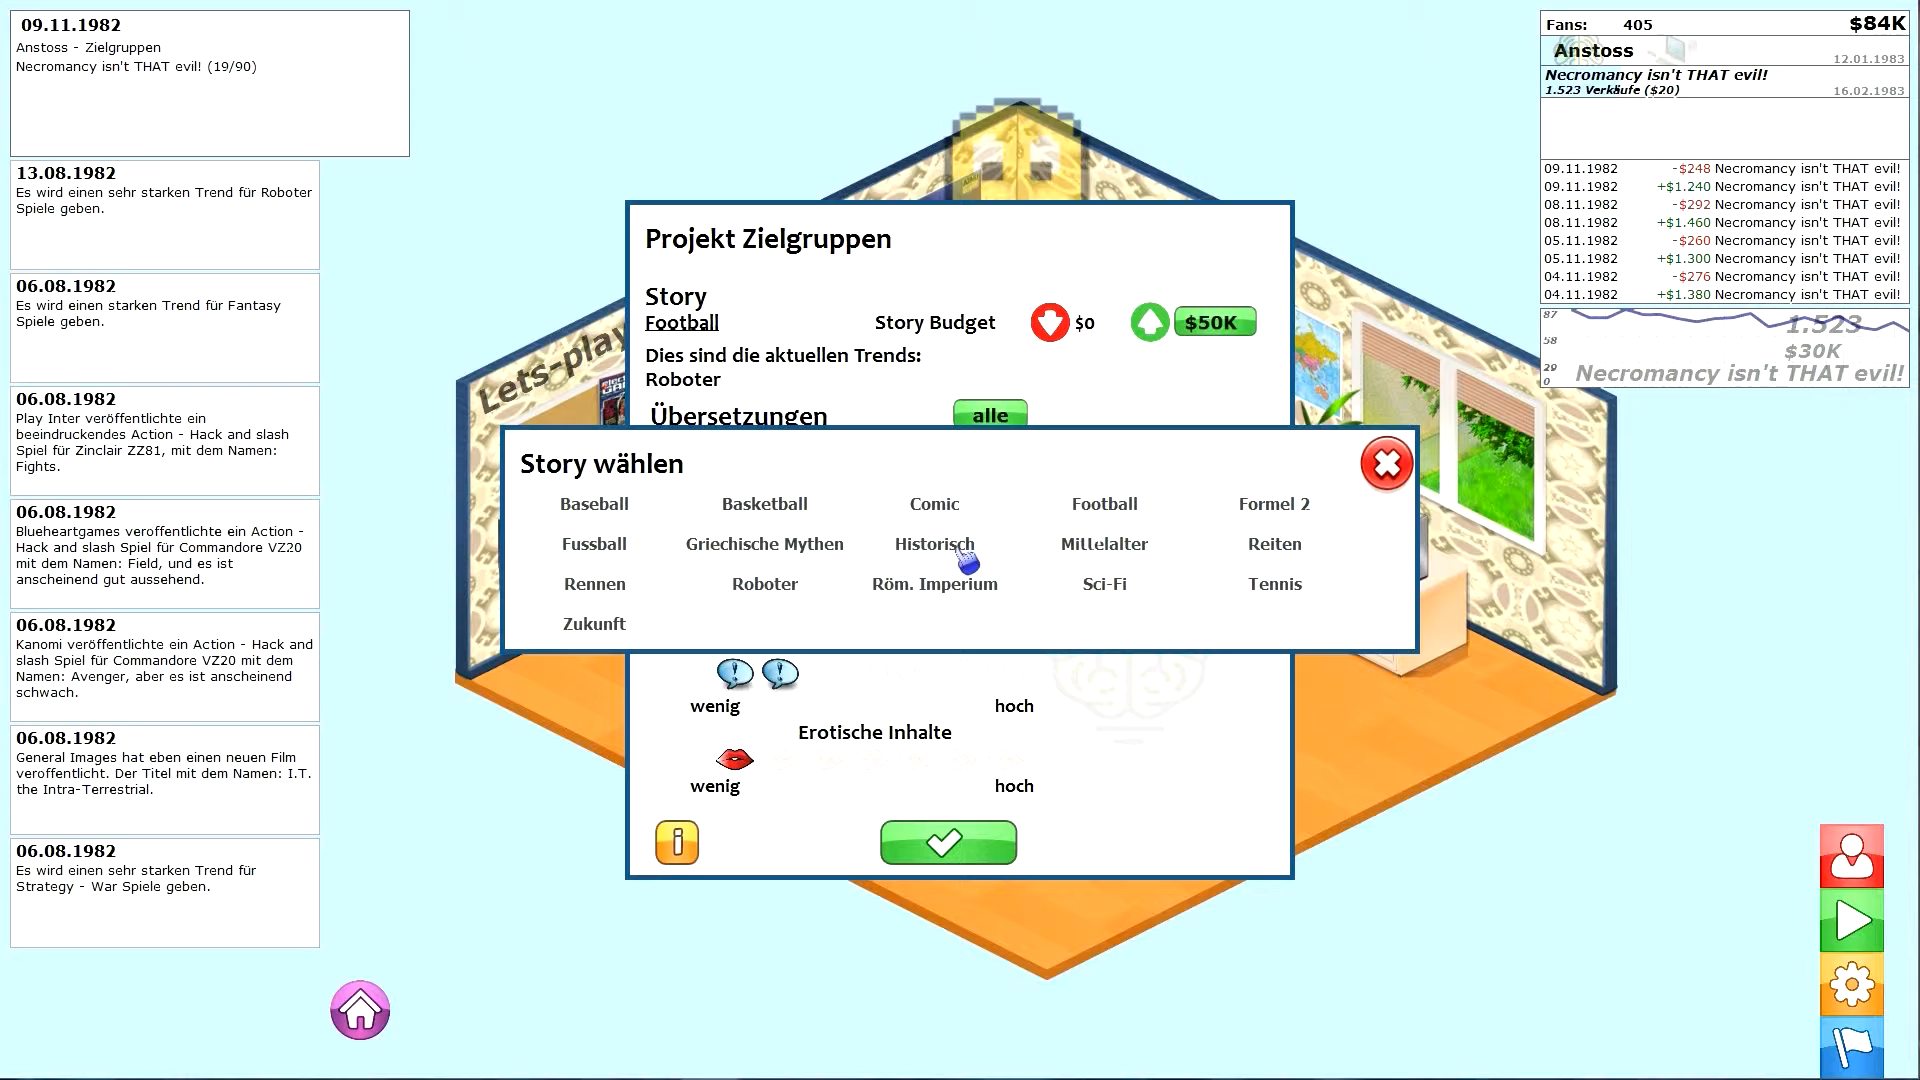 09.11.1982
Anstoss - Zielgruppen
Necromancy isn't THAT evil! (19/90)
13.08.1982
Es wird einen sehr starken Trend für Roboter
Spiele geben.
06.08.1982
Es wird einen starken Trend für Fantasy
Spiele geben.
06.08.1982
Play Inter veröffentlichte ein
beeindruckendes Action - Hack and slash
Spiel für Zinclair ZZ81, mit dem Namen:
Fights.
06.08.1982
Blueheartgames veroffentlichte ein Action -
Hack and slash Spiel für Commandore VZ20
mit dem Namen: Field, und es ist
anscheinend gut aussehend.
06.08.1982
Kanomi veröffentlichte ein Action - Hack and
slash Spiel für Commandore VZ20 mit dem
Namen: Avenger, aber es ist anscheinend
schwach.
06.08.1982
General Images hat eben einen neuen Film
veroffentlicht. Der Titel mit dem Namen: I.T.
the Intra-Terrestrial.
06.08.1982
Es wird einen sehr starken Trend für
Strategy - War Spiele geben.
Lets-play
Projekt Zielgruppen
Story
Football
Story Budget
$0
$50K
Dies sind die aktuellen Trends:
Roboter
Übersetzungen
alle
Story wählen
Baseball Basketball Comic Football Formel 2
Fussball Griechische Mythen Historisch Mittelalter Reiten
Rennen Roboter Röm. Imperium Sci-Fi Tennis
Zukunft
wenig hoch
Erotische Inhalte
wenig hoch
Fans: 405 $84K
Anstoss
12.01.1983
Necromancy isn't THAT evil!
1.523 Verkäufe ($20)
16.02.1983
09.11.1982 -$248 Necromancy isn't THAT evil!
09.11.1982 +$1.240 Necromancy isn't THAT evil!
08.11.1982 -$292 Necromancy isn't THAT evil!
08.11.1982 +$1.460 Necromancy isn't THAT evil!
05.11.1982 -$260 Necromancy isn't THAT evil!
05.11.1982 +$1.300 Necromancy isn't THAT evil!
04.11.1982 -$276 Necromancy isn't THAT evil!
04.11.1982 +$1.380 Necromancy isn't THAT evil!
87
58
29
0
1.523
$30K
Necromancy isn't THAT evil!